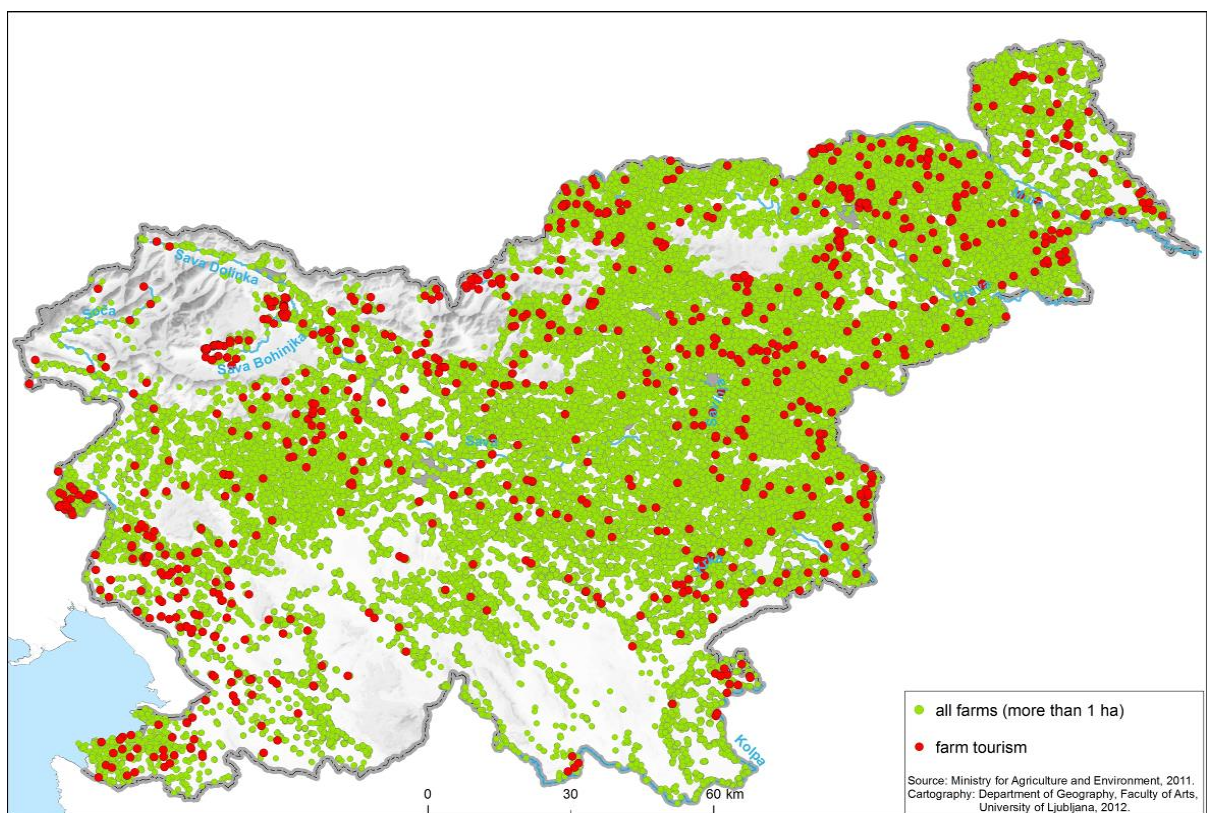 Mura
Sava Dolinka
Drava
Soča
Sava Bohinjka
Savinja
Sava
Krka
Kolpa
all farms (more than 1 ha)
farm tourism
Source: Ministry for Agriculture and Environment, 2011.
Cartography: Department of Geography, Faculty of Arts,
University of Ljubljana, 2012.
0 30 60 km